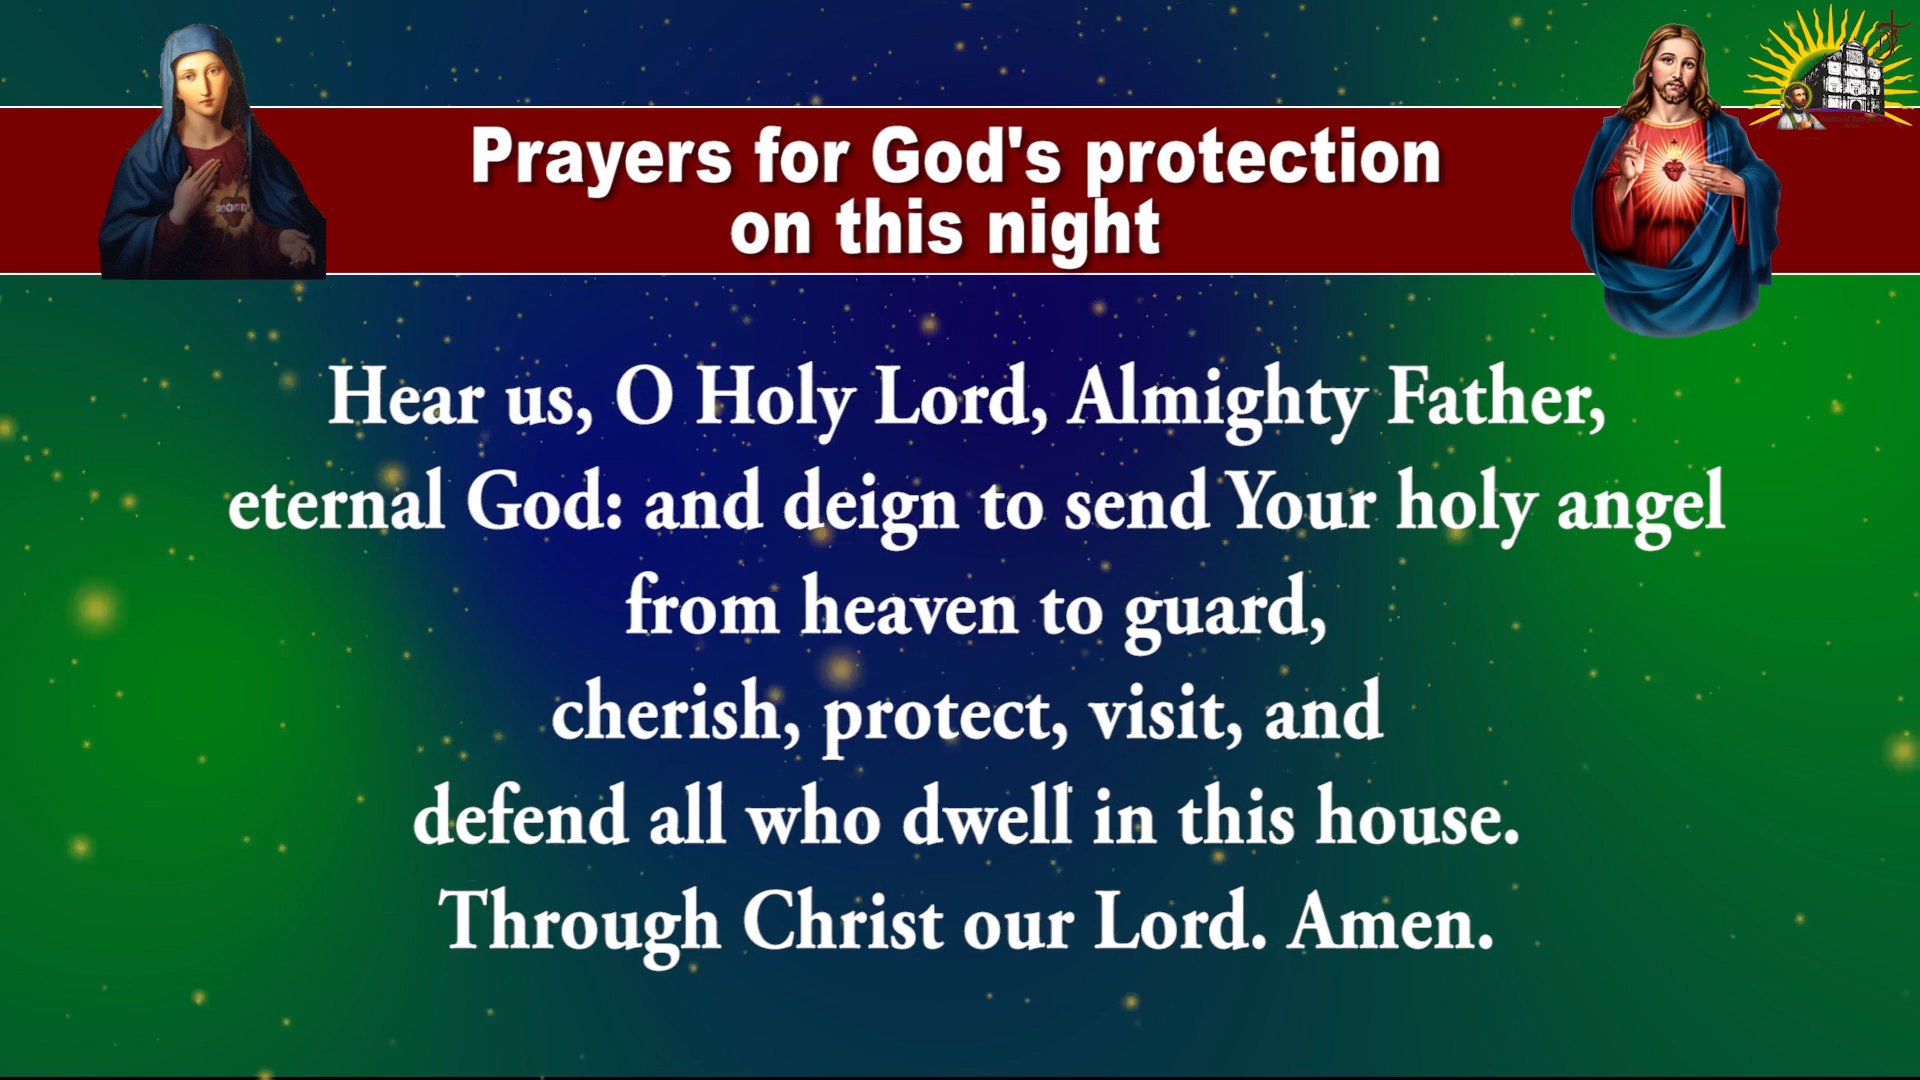 Prayers for God's protection
on this night
Hear us, O Holy Lord, Almighty Father,
eternal God: and deign to send Your holy angel
from heaven to guard,
cherish, protect, visit, and
defend all who dwell in this house.
Through Christ our Lord. Amen.